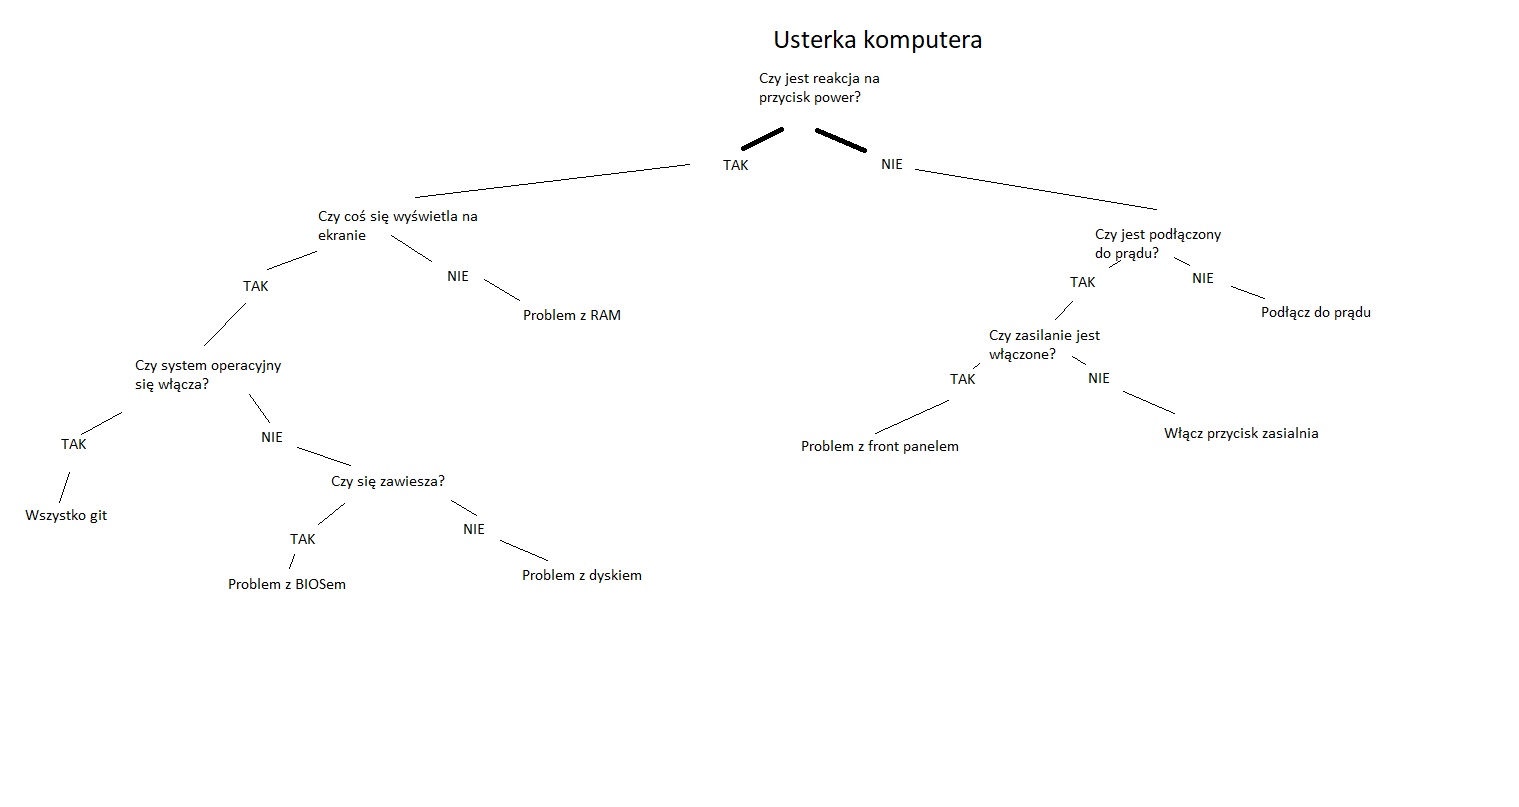 Usterka komputera
Czy jest reakcja na
przycisk power?
TAK
NIE
Czy coś się wyświetla na
ekranie
Czy jest podłączony
do prądu?
TAK
NIE
TAK
NIE
Problem z RAM
Podłącz do prądu
Czy system operacyjny
się włącza?
Czy zasilanie jest
włączone?
TAK
NIE
TAK
NIE
Problem z front panelem
Włącz przycisk zasialnia
Czy się zawiesza?
Wszystko git
TAK
NIE
Problem z BIOSem
Problem z dyskiem